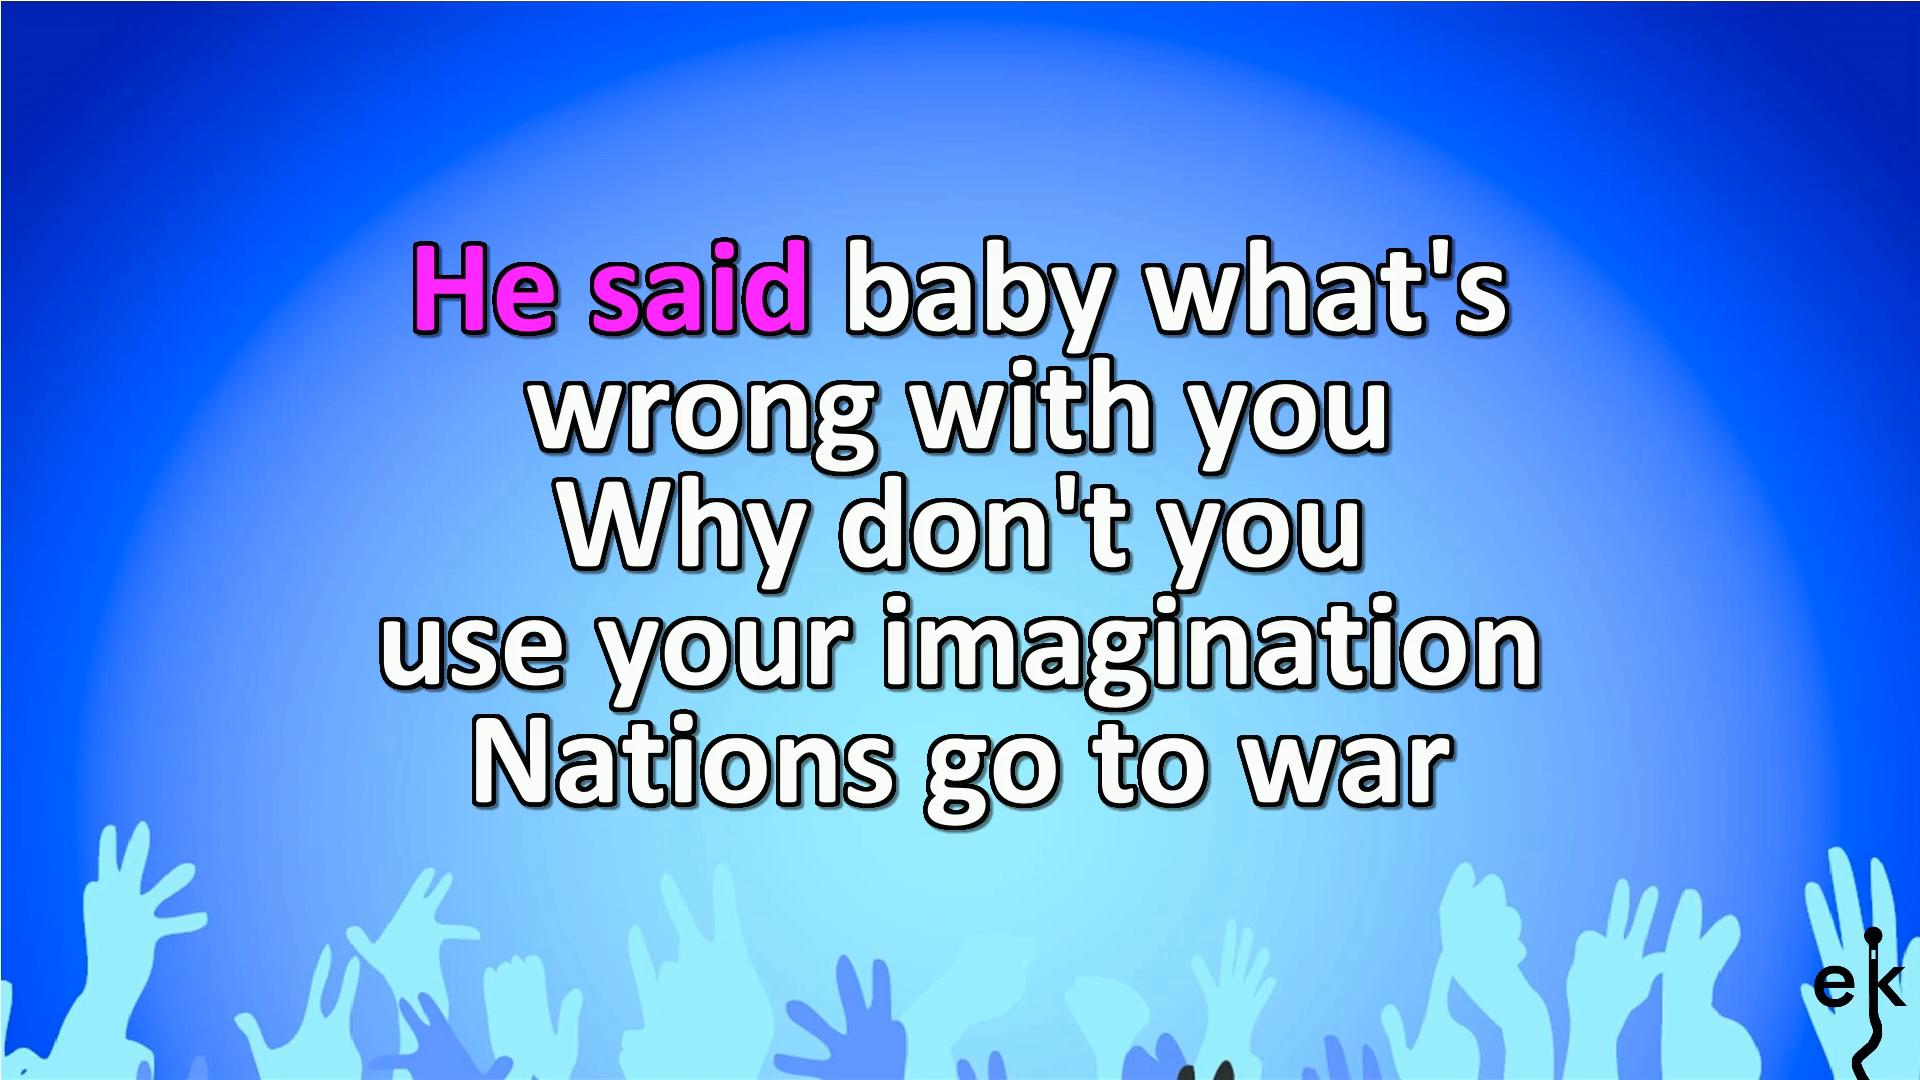 He said baby what's
wrong with you
Why don't you
use your imagination
Nations go to war
ek